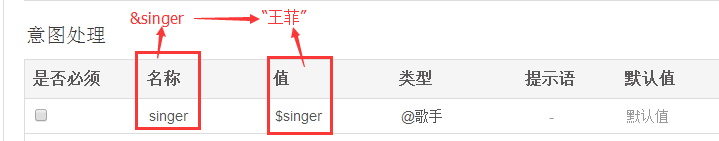 &singer “王菲”
意图处理
是否必须 名称 值 类型 提示语 默认值
singer $singer @歌手 - 默认值